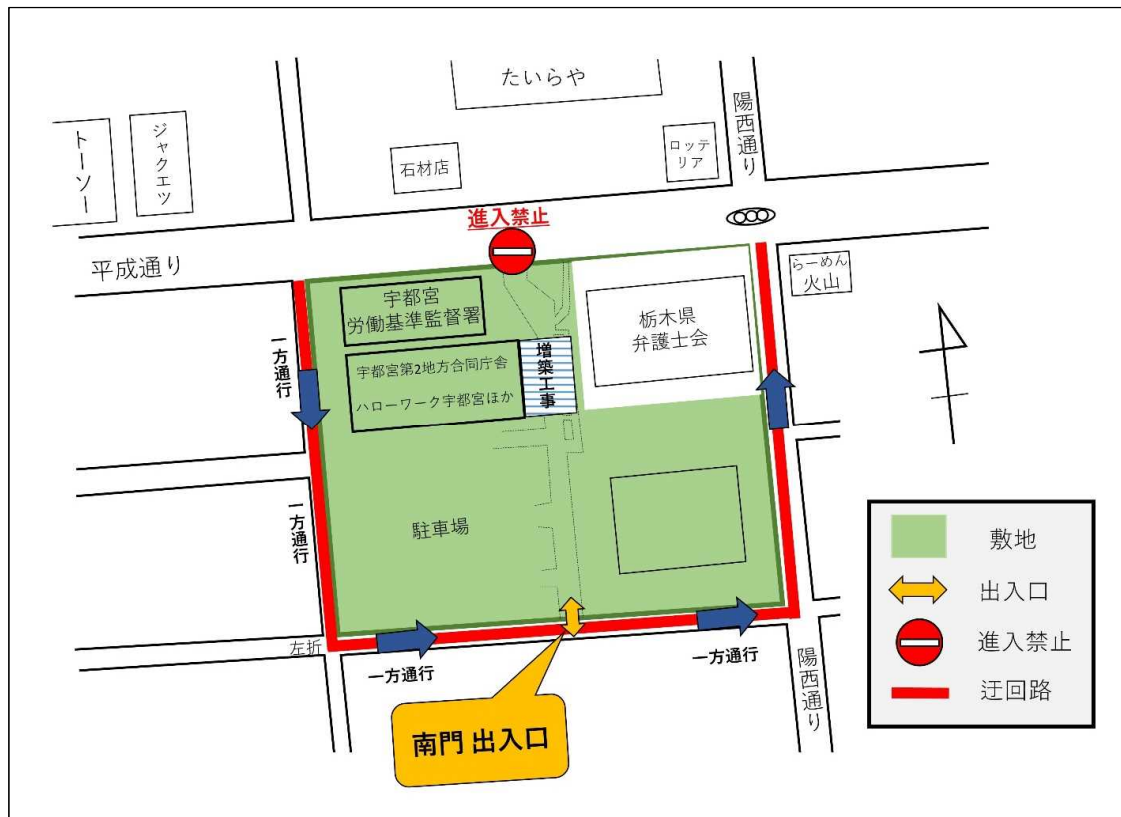 たいらや
陽西通り
トーソー
ジャクエツ
石材店
ロッテ
リア
進入禁止
平成通り
らーめん
火山
宇都宮
労働基準監督署
栃木県
弁護士会
一方通行
宇都宮第2地方合同庁舎
ハローワーク宇都宮ほか
増築工事
一方通行
駐車場
敷地
出入口
進入禁止
迂回路
左折
一方通行
一方通行
陽西通り
南門 出入口